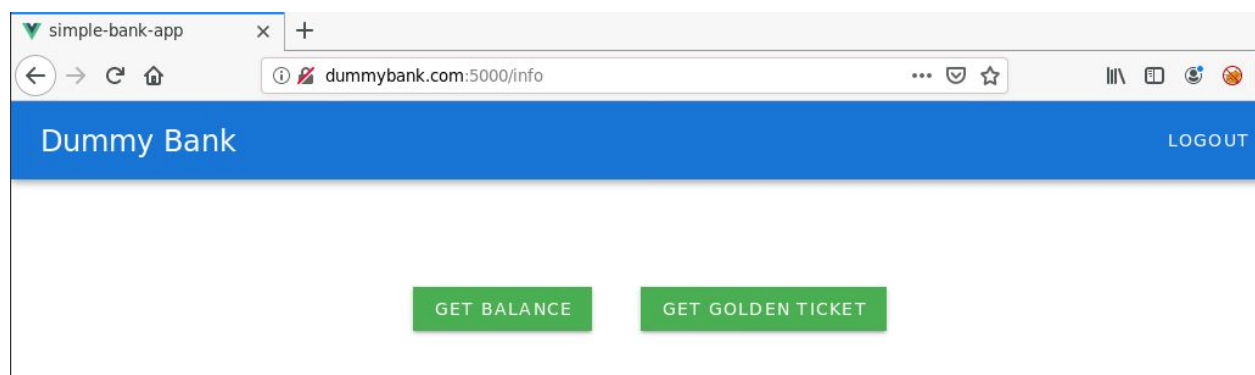 simple-bank-app
dummybank.com:5000/info
Dummy Bank
LOGOUT
GET BALANCE
GET GOLDEN TICKET